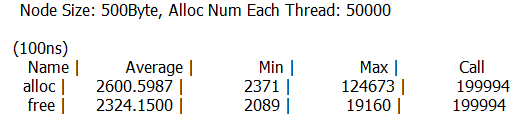 Node Size: 500Byte, Alloc Num Each Thread: 50000
(100ns)
Name | Average | Min | Max | Call
alloc | 2600.5987 | 2371 | 124673 | 199994
free | 2324.1500 | 2089 | 19160 | 199994